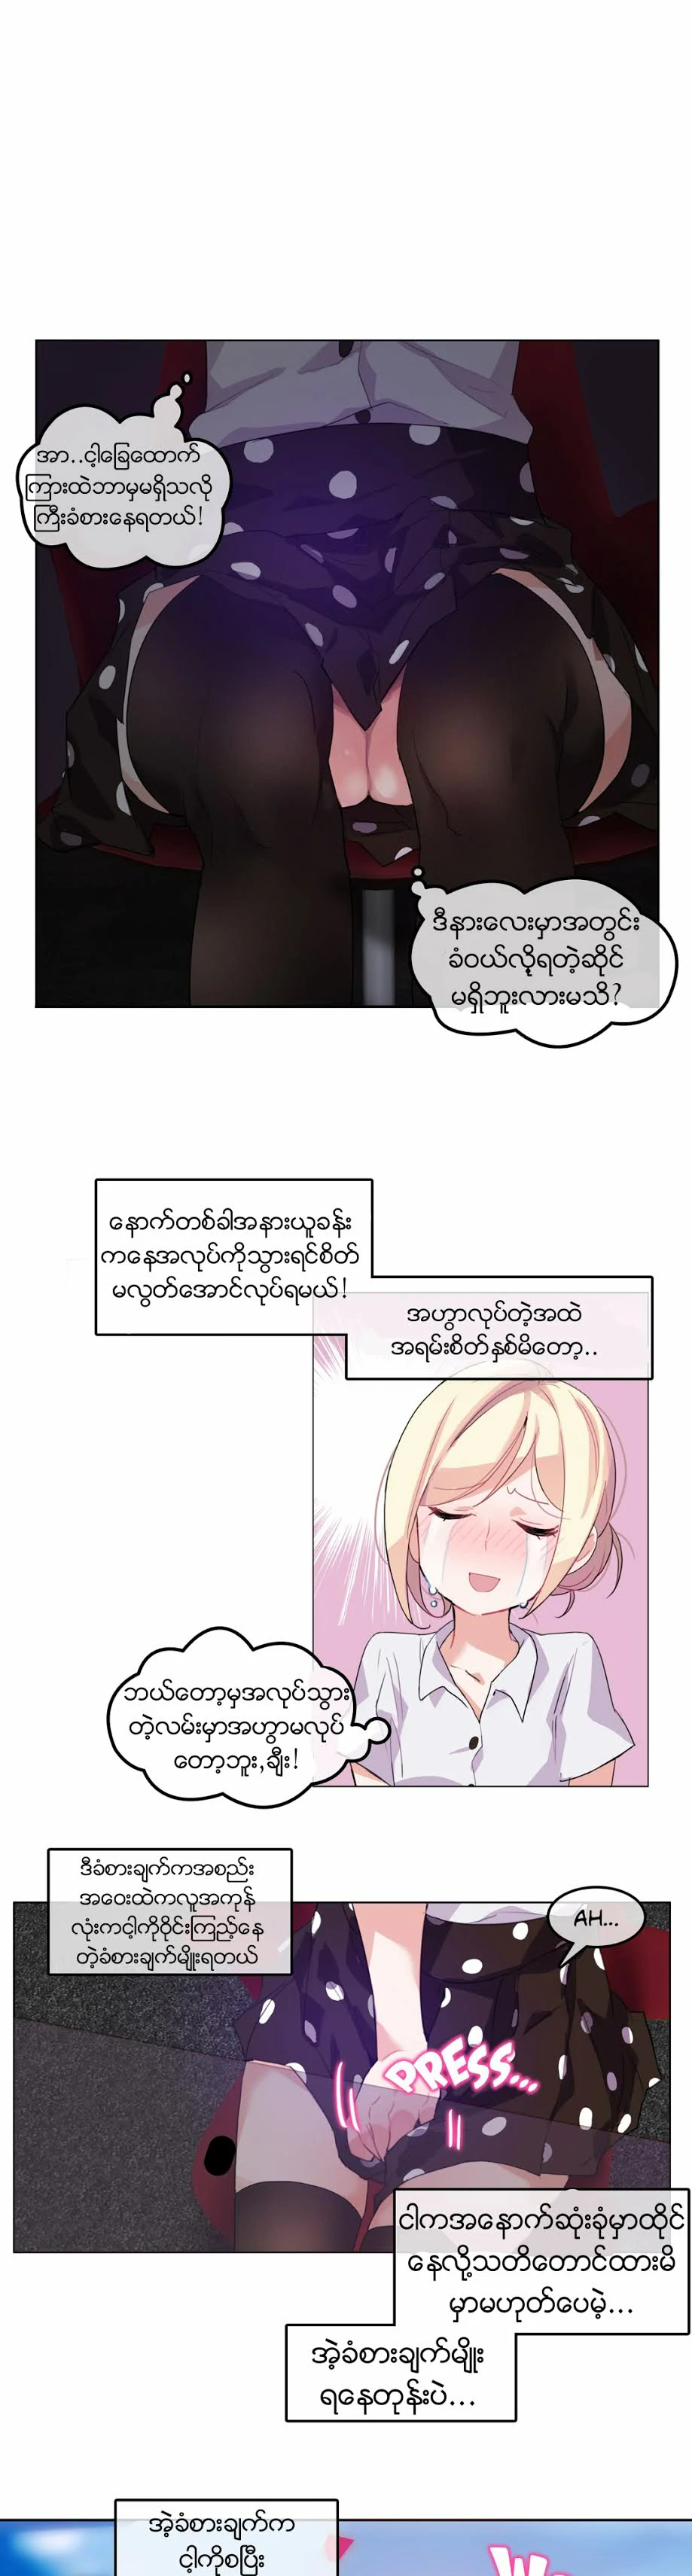 အာ..ငါ့ခြေထောက်
ကြားထဲဘာမှမရှိသလို
ကြီးခံစားနေရတယ်!
ဒီနားလေးမှာအတွင်း
ခံဝယ်လို့ရတဲ့ဆိုင်
မရှိဘူးလားမသိ?
နောက်တစ်ခါအနားယူခန်း
ကနေအလုပ်ကိုသွားရင်စိတ်
မလွတ်အောင်လုပ်ရမယ်!
အဟွာလုပ်တဲ့အထဲ
အရမ်းစိတ်နှစ်မိတော့..
ဘယ်တော့မှအလုပ်သွား
တဲ့လမ်းမှာအဟွာမလုပ်
တော့ဘူး,ချီး!
ဒီခံစားချက်ကအစည်း
အဝေးထဲကလူအကုန်
လုံးကငါ့ကိုဝိုင်းကြည့်နေ
တဲ့ခံစားချက်မျိုးရတယ်
AH...
PRESS...
ငါကအနောက်ဆုံးခုံမှာထိုင်
နေလို့သတိတောင်ထားမိ
မှာမဟုတ်ပေမဲ့...
အဲ့ခံစားချက်မျိုး
ရနေတုန်းပဲ...
အဲ့ခံစားချက်က
ငါ့ကိုစပြီး